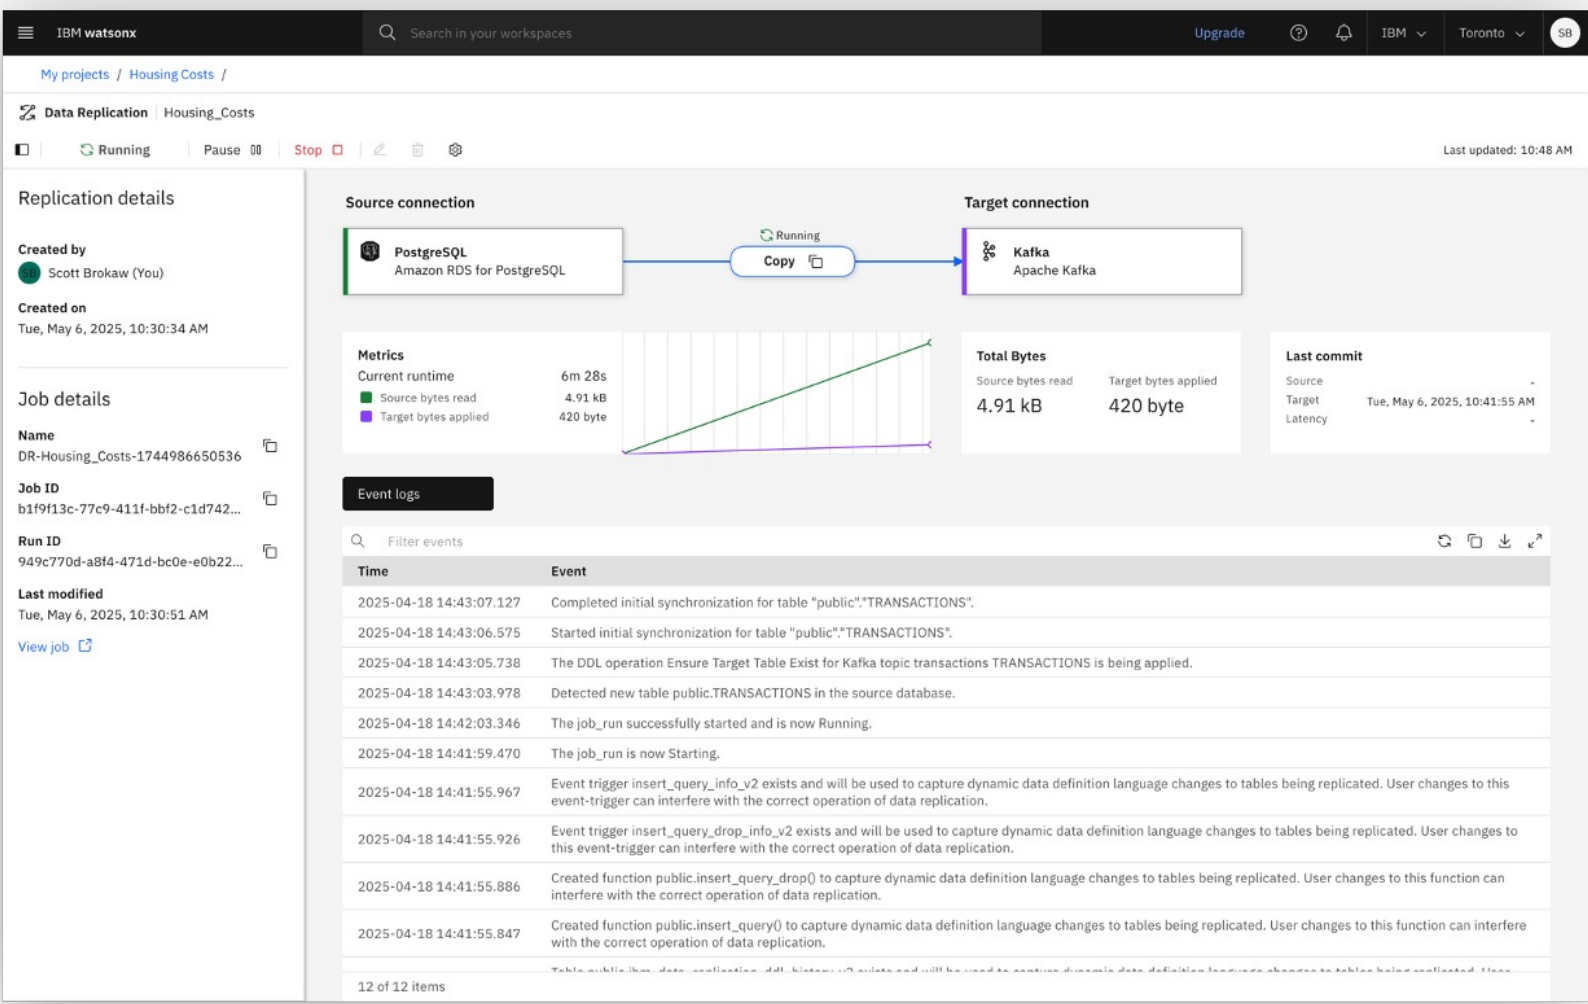 IBM watsonx
Search in your workspaces
Upgrade
IBM
Toronto
SB
My projects / Housing Costs /
Data Replication Housing_Costs
Running
Pause
Stop
Last updated: 10:48 AM
Replication details
Created by
SB Scott Brokaw (You)
Created on
Tue, May 6, 2025, 10:30:34 AM
Job details
Name
DR-Housing_Costs-1744986650536
Job ID
b1f9f13c-77c9-411f-bbf2-c1d742...
Run ID
949c770d-a8f4-471d-bc0e-e0b22...
Last modified
Tue, May 6, 2025, 10:30:51 AM
View job
Source connection
PostgreSQL
Amazon RDS for PostgreSQL
Running
Copy
Target connection
Kafka
Apache Kafka
Metrics
Current runtime 6m 28s
Source bytes read 4.91 kB
Target bytes applied 420 byte
Total Bytes
Source bytes read Target bytes applied
4.91 kB 420 byte
Last commit
Source -
Target Tue, May 6, 2025, 10:41:55 AM
Latency -
Event logs
Filter events
Time Event
2025-04-18 14:43:07.127 Completed initial synchronization for table "public"."TRANSACTIONS".
2025-04-18 14:43:06.575 Started initial synchronization for table "public"."TRANSACTIONS".
2025-04-18 14:43:05.738 The DDL operation Ensure Target Table Exist for Kafka topic transactions TRANSACTIONS is being applied.
2025-04-18 14:43:03.978 Detected new table public.TRANSACTIONS in the source database.
2025-04-18 14:42:03.346 The job_run successfully started and is now Running.
2025-04-18 14:41:59.470 The job_run is now Starting.
2025-04-18 14:41:55.967 Event trigger insert_query_info_v2 exists and will be used to capture dynamic data definition language changes to tables being replicated. User changes to this
event-trigger can interfere with the correct operation of data replication.
2025-04-18 14:41:55.926 Event trigger insert_query_drop_info_v2 exists and will be used to capture dynamic data definition language changes to tables being replicated. User changes to
this event-trigger can interfere with the correct operation of data replication.
2025-04-18 14:41:55.886 Created function public.insert_query_drop() to capture dynamic data definition language changes to tables being replicated. User changes to this function can
interfere with the correct operation of data replication.
2025-04-18 14:41:55.847 Created function public.insert_query() to capture dynamic data definition language changes to tables being replicated. User changes to this function can interfere
with the correct operation of data replication.
12 of 12 items